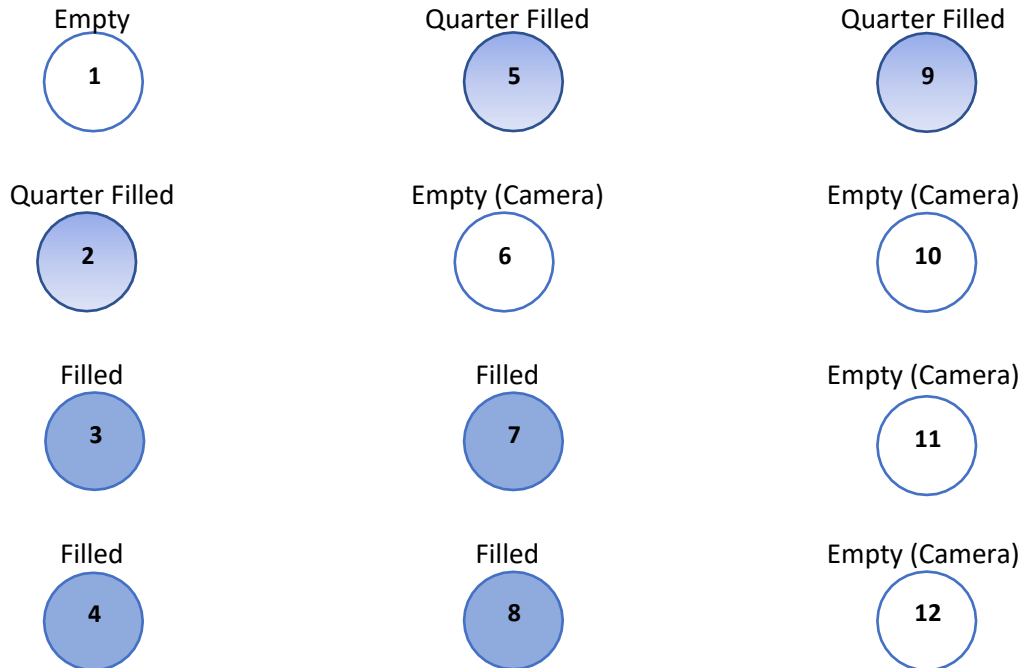 Empty
1
Quarter Filled
5
Quarter Filled
9
Quarter Filled
2
Empty (Camera)
6
Empty (Camera)
10
Filled
3
Filled
7
Empty (Camera)
11
Filled
4
Filled
8
Empty (Camera)
12